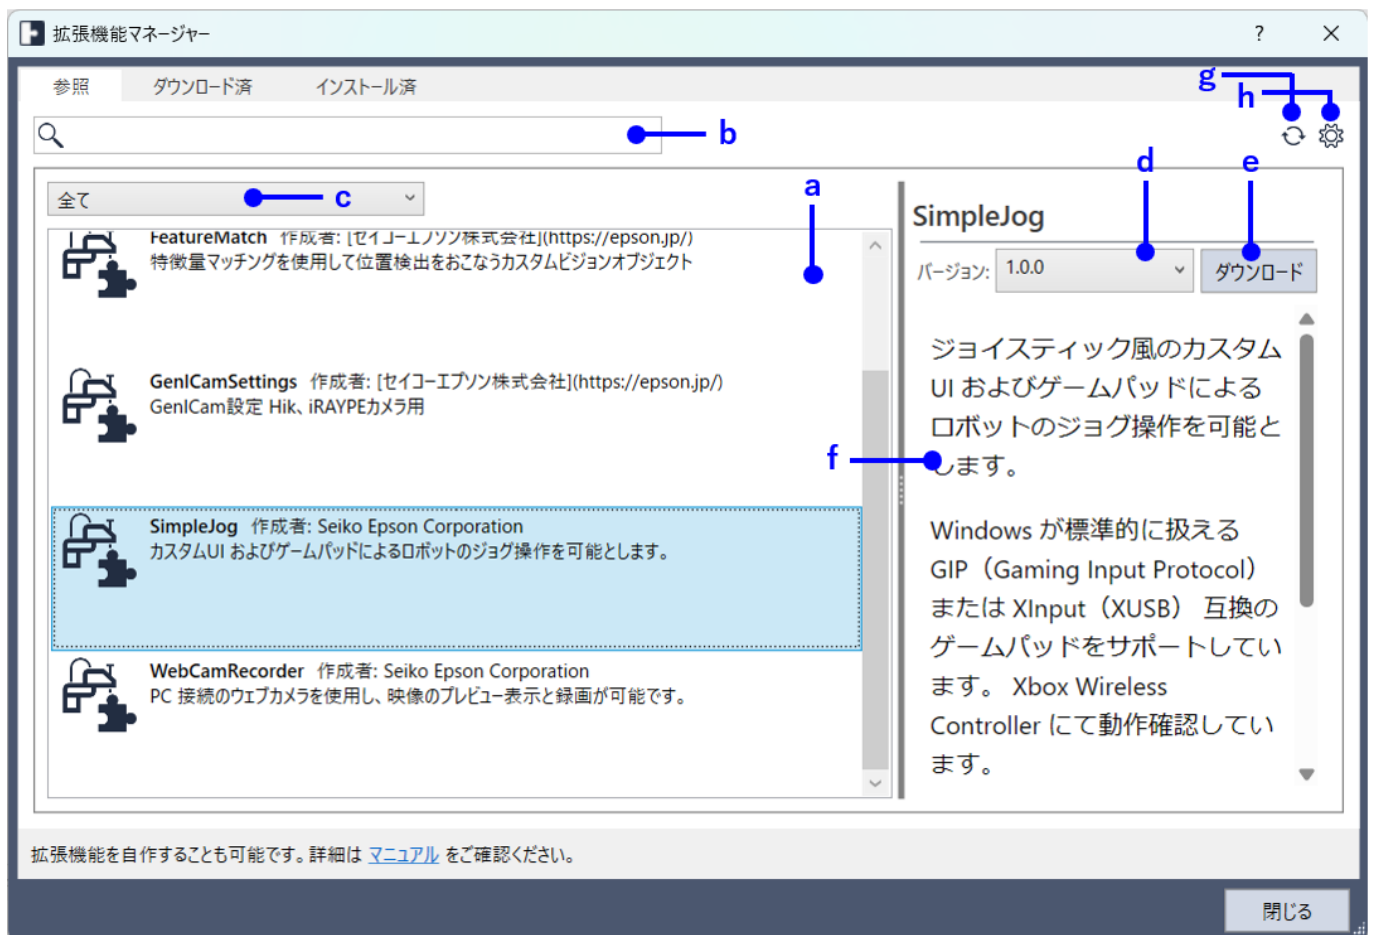 拡張機能マネージャー
?
参照
ダウンロード済
インストール済
g
h
b
d
e
全て
c
a
FeatureMatch 作成者: [セイコーエプソン株式会社](https://epson.jp/)
特徴量マッチングを使用して位置検出をおこなうカスタムビジョンオブジェクト
GenICamSettings 作成者: [セイコーエプソン株式会社](https://epson.jp/)
GenICam設定 Hik、iRAYPEカメラ用
SimpleJog 作成者: Seiko Epson Corporation
カスタムUI およびゲームパッドによるロボットのジョグ操作を可能とします。
WebCamRecorder 作成者: Seiko Epson Corporation
PC 接続のウェブカメラを使用し、映像のプレビュー表示と録画が可能です。
SimpleJog
バージョン: 1.0.0
ダウンロード
ジョイスティック風のカスタム
UI およびゲームパッドによる
ロボットのジョグ操作を可能と
f
します。
Windows が標準的に扱える
GIP（Gaming Input Protocol）
または XInput（XUSB） 互換の
ゲームパッドをサポートしてい
ます。 Xbox Wireless
Controller にて動作確認してい
ます。
拡張機能を自作することも可能です。詳細は マニュアル をご確認ください。
閉じる